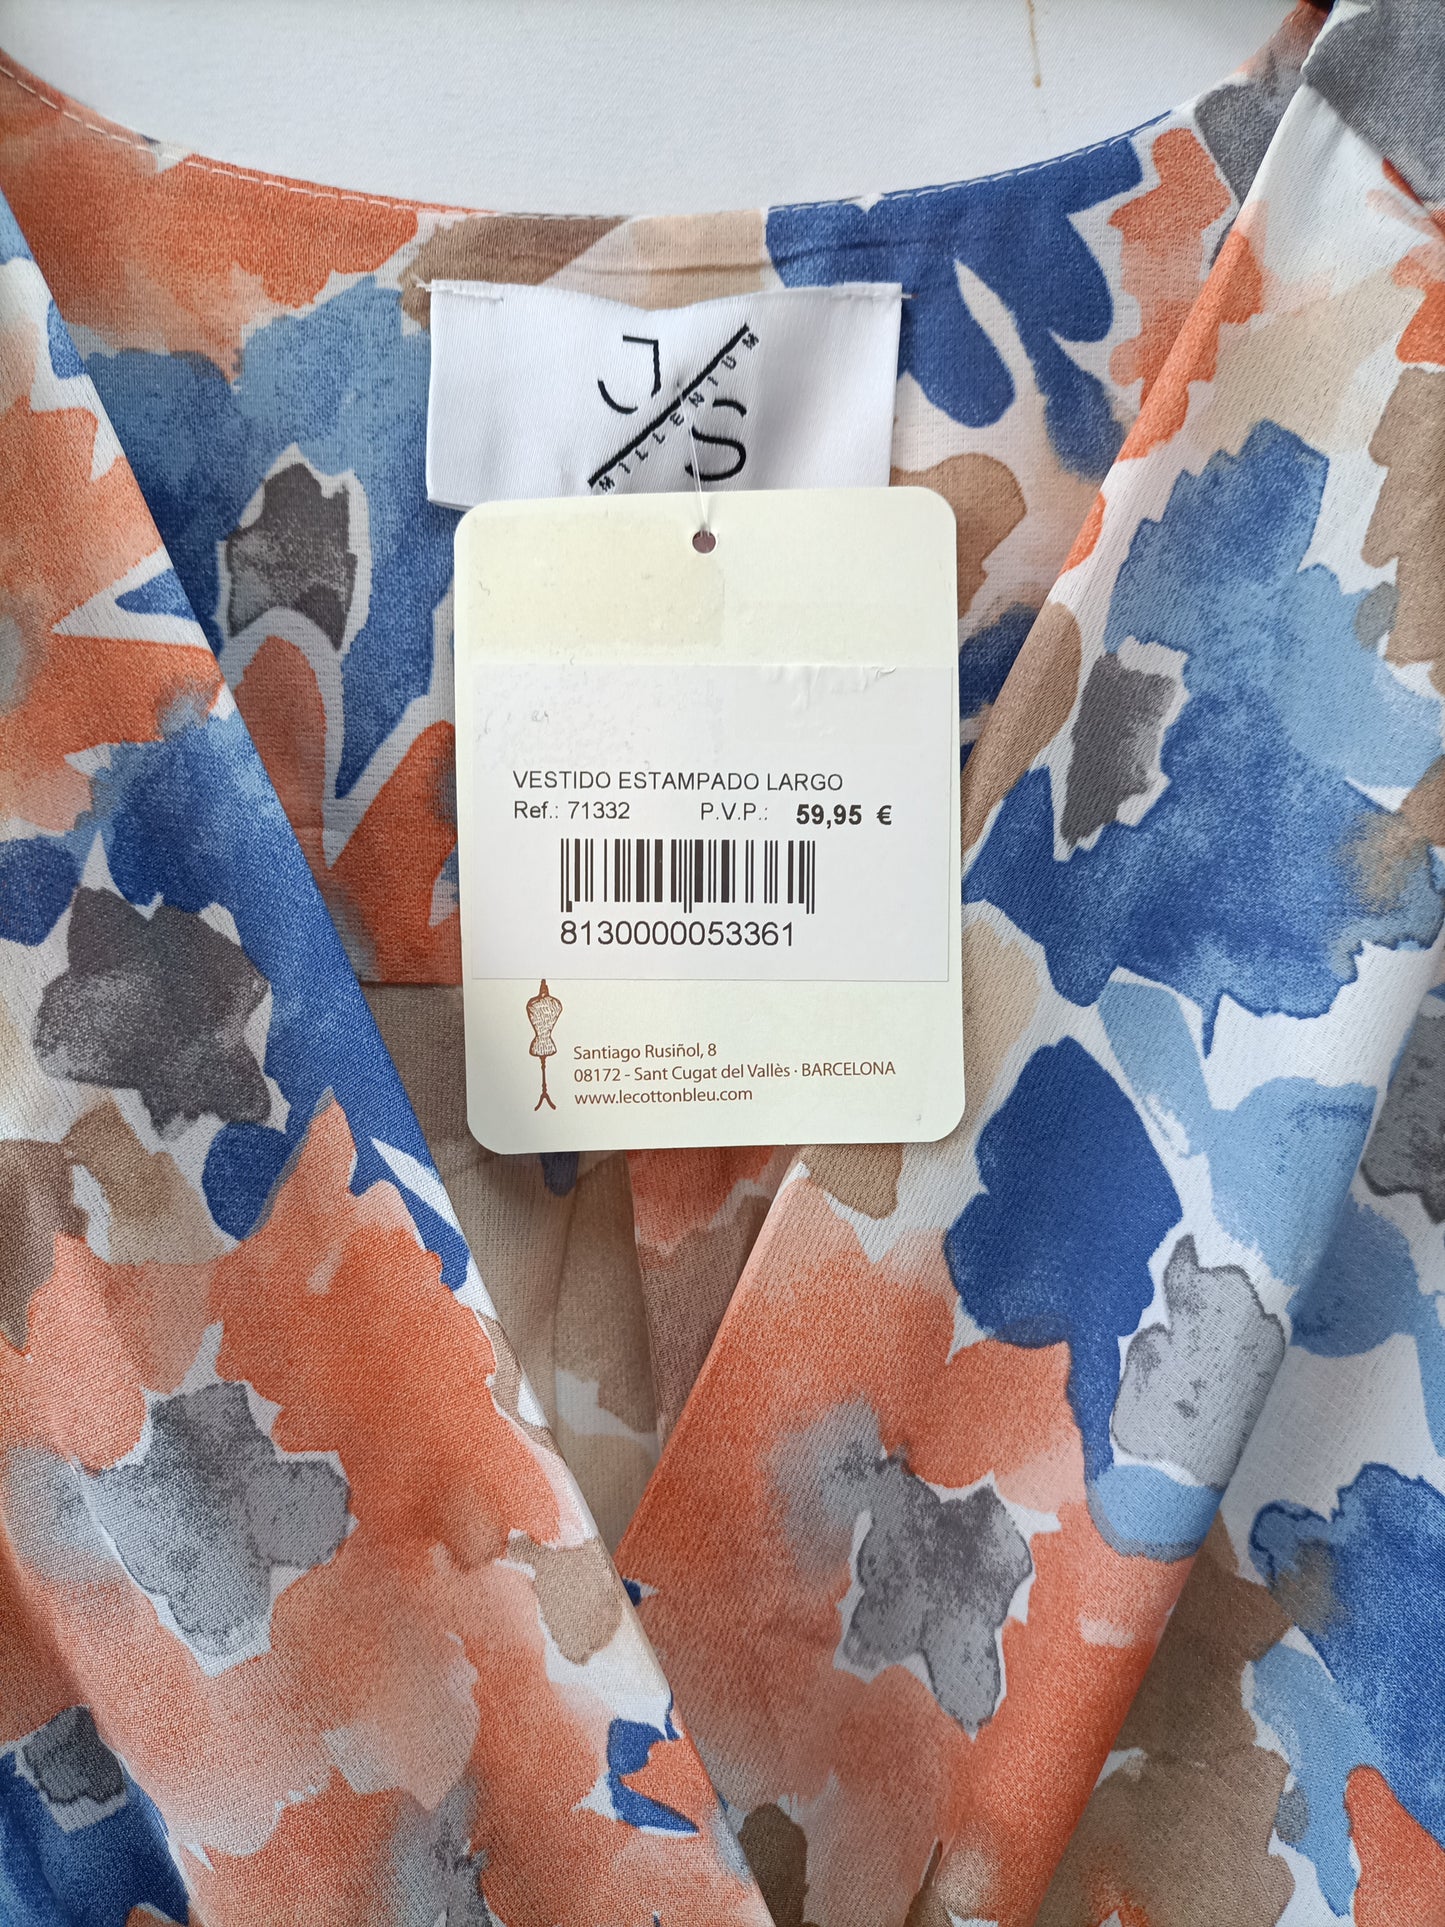 JS
MILLENIUM
VESTIDO ESTAMPADO LARGO
Ref.: 71332 P.V.P.: 59,95 €
8130000053361
Santiago Rusiñol, 8
08172 - Sant Cugat del Vallès · BARCELONA
www.lecottonbleu.com